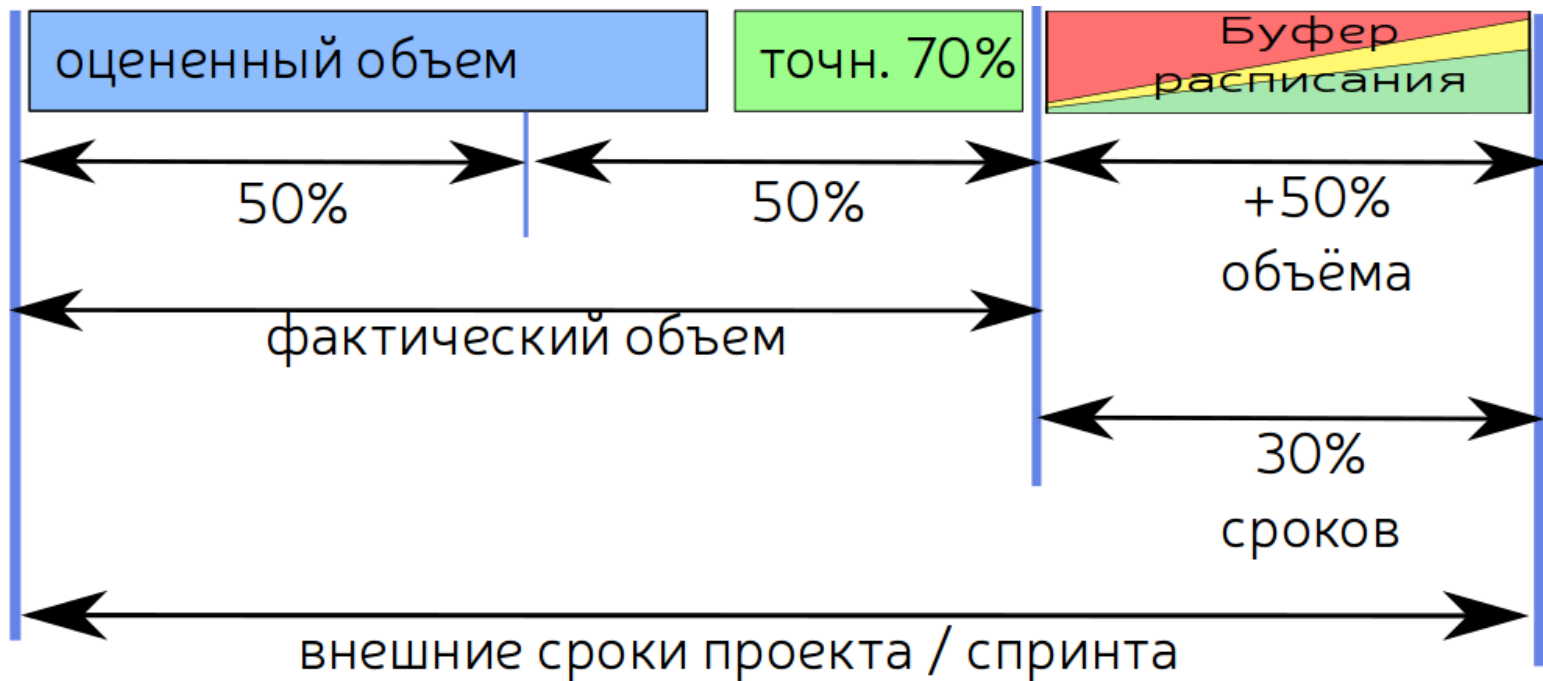 оцененный объем
точн. 70%
Буфер
расписания
50%
50%
+50%
объёма
фактический объем
30%
сроков
внешние сроки проекта / спринта